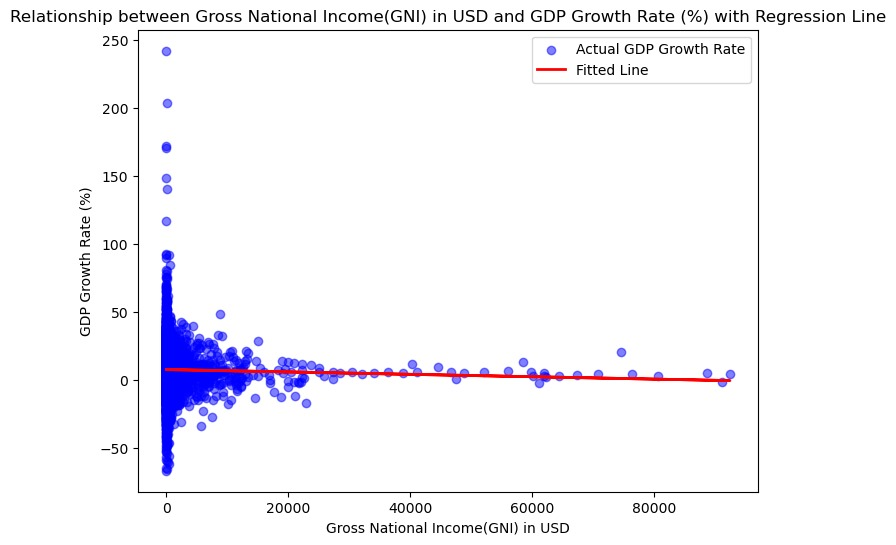 Relationship between Gross National Income(GNI) in USD and GDP Growth Rate (%) with Regression Line
Actual GDP Growth Rate
Fitted Line
GDP Growth Rate (%)
250
200
150
100
50
0
−50
0
20000
40000
60000
80000
Gross National Income(GNI) in USD